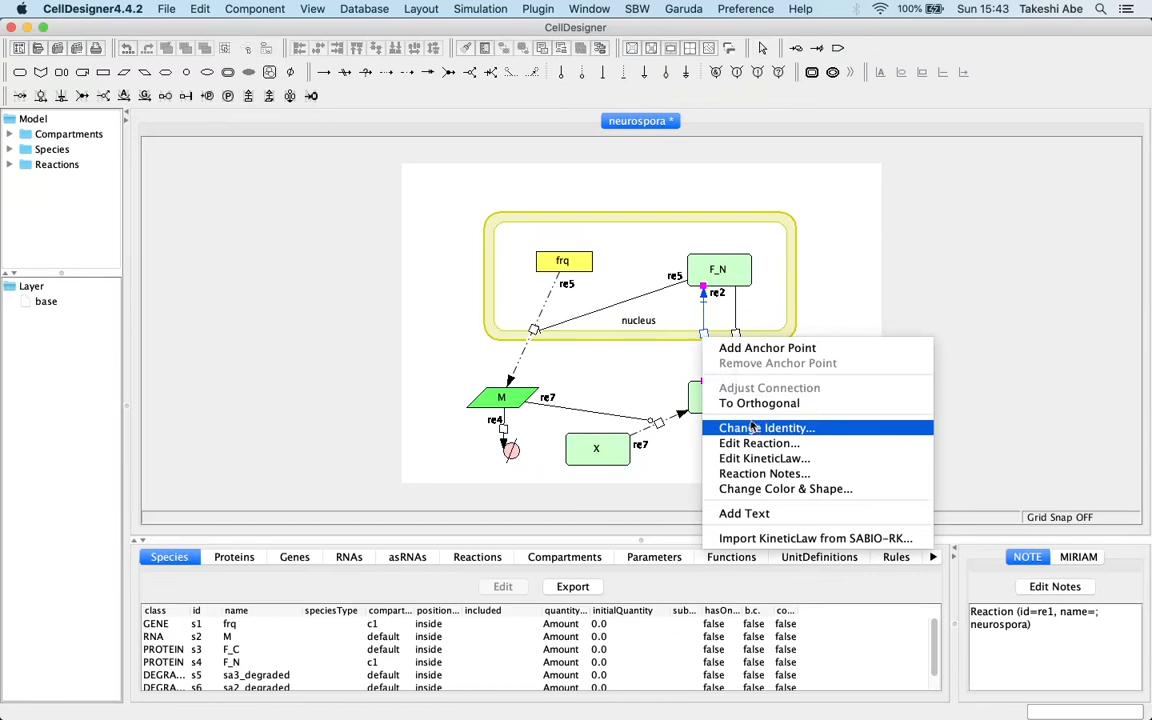 CellDesigner4.4.2 File Edit Component View Database Layout Simulation Plugin Window SBW Garuda Preference Help 100% Sun 15:43 Takeshi Abe
CellDesigner
Model
Compartments
Species
Reactions
Layer
base
neurospora *
frq
F_N
re5
re5
re2
nucleus
M
re7
re4
X
re7
Add Anchor Point
Remove Anchor Point
Adjust Connection
To Orthogonal
Change Identity...
Edit Reaction...
Edit KineticLaw...
Reaction Notes...
Change Color & Shape...
Add Text
Import KineticLaw from SABIO-RK...
Grid Snap OFF
Species Proteins Genes RNAs asRNAs Reactions Compartments Parameters Functions UnitDefinitions Rules
Edit Export
class id name speciesType compart... position... included quantity... initialQuantity sub... hasOn... b.c. co...
GENE s1 frq c1 inside Amount 0.0 false false false
RNA s2 M default inside Amount 0.0 false false false
PROTEIN s3 F_C default inside Amount 0.0 false false false
PROTEIN s4 F_N c1 inside Amount 0.0 false false false
DEGRA... s5 sa3_degraded default inside Amount 0.0 false false false
DEGRA... s6 sa2_degraded default inside Amount 0.0 false false false
NOTE MIRIAM
Edit Notes
Reaction (id=re1, name=;
neurospora)